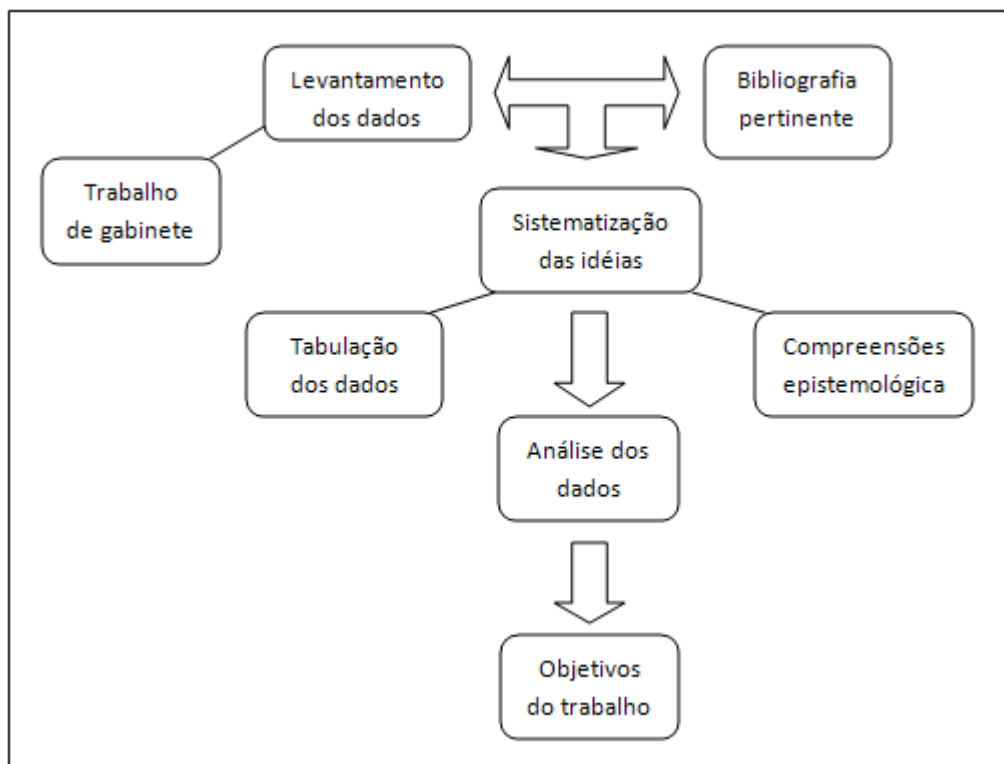 Levantamento
dos dados
Bibliografia
pertinente
Trabalho
de gabinete
Sistematização
das idéias
Tabulação
dos dados
Compreensões
epistemológica
Análise dos
dados
Objetivos
do trabalho